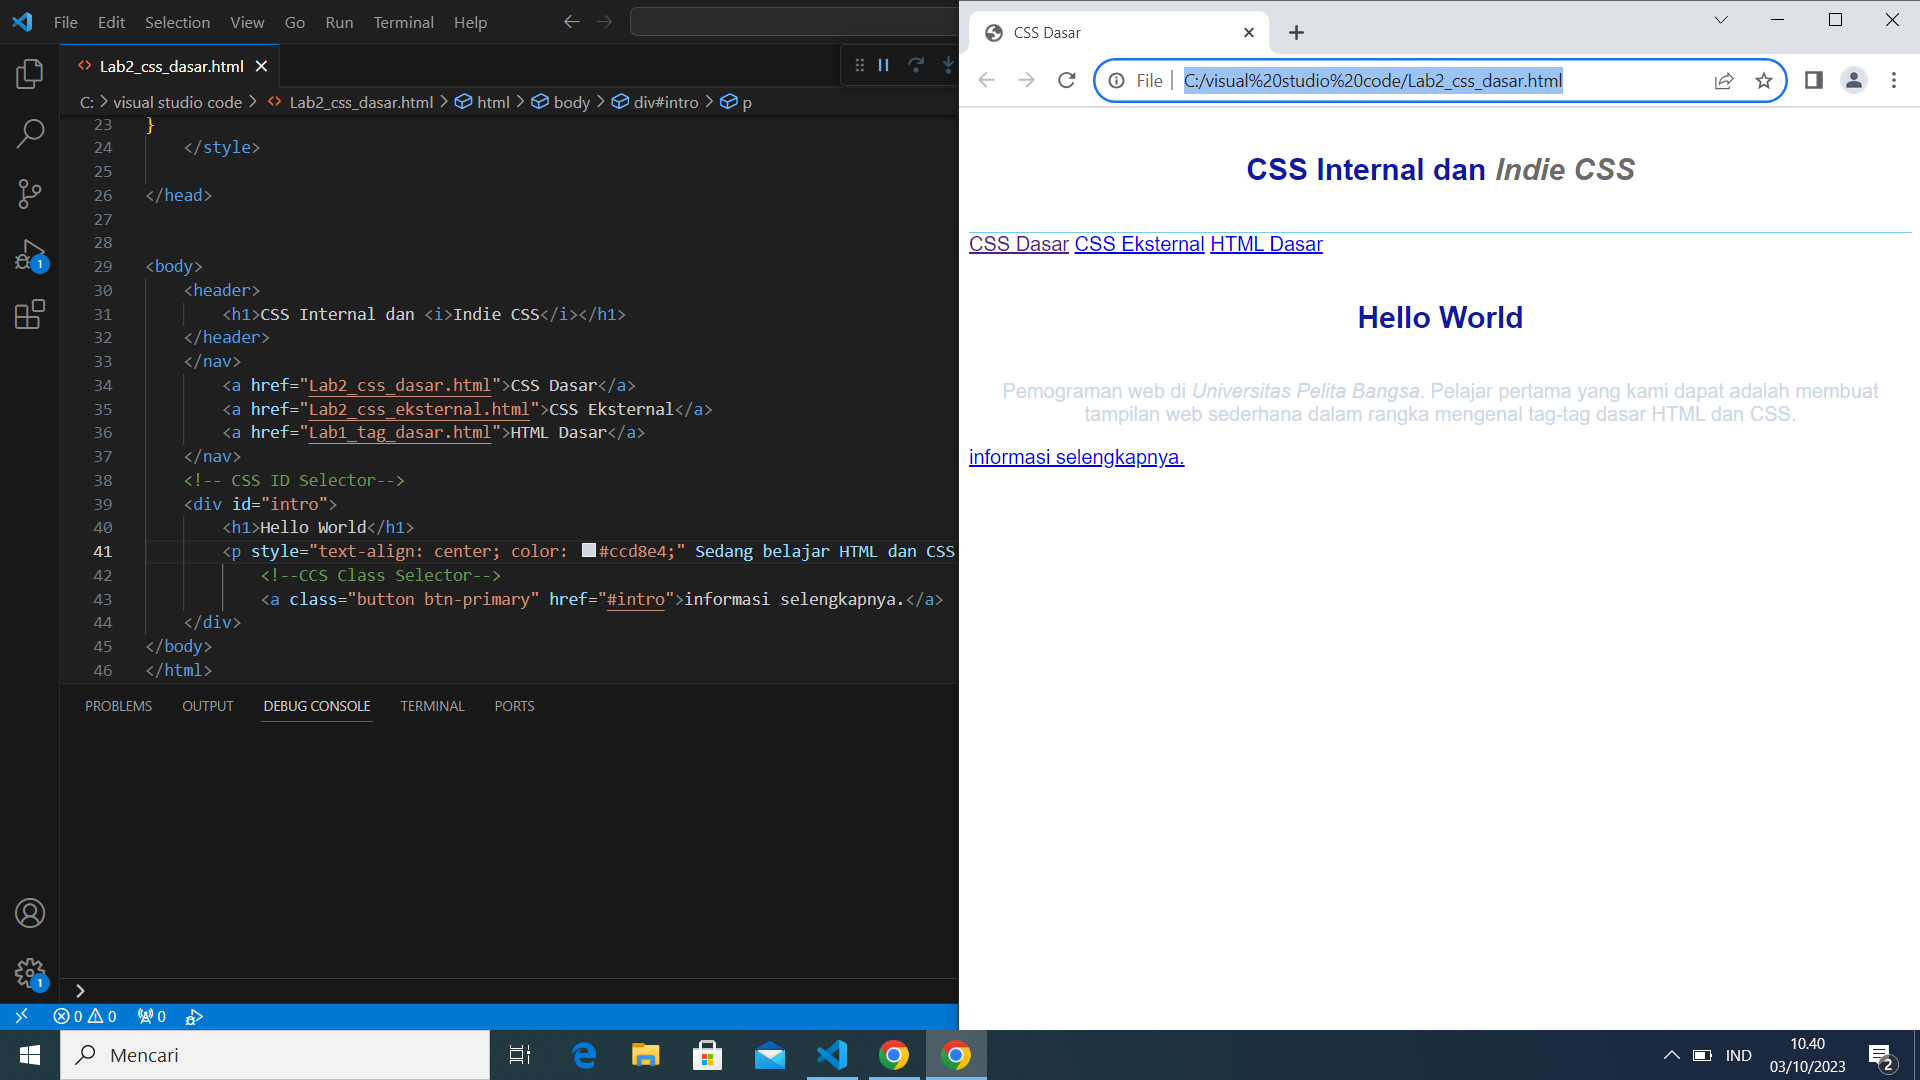 File Edit Selection View Go Run Terminal Help
Lab2_css_dasar.html
C: > visual studio code > Lab2_css_dasar.html > html > body > div#intro > p
23 }
24 </style>
25
26 </head>
27
28
29 <body>
30 <header>
31 <h1>CSS Internal dan <i>Indie CSS</i></h1>
32 </header>
33 </nav>
34 <a href="Lab2_css_dasar.html">CSS Dasar</a>
35 <a href="Lab2_css_eksternal.html">CSS Eksternal</a>
36 <a href="Lab1_tag_dasar.html">HTML Dasar</a>
37 </nav>
38 <!-- CSS ID Selector-->
39 <div id="intro">
40 <h1>Hello World</h1>
41 <p style="text-align: center; color: #ccd8e4;" Sedang belajar HTML dan CSS
42 <!--CCS Class Selector-->
43 <a class="button btn-primary" href="#intro">informasi selengkapnya.</a>
44 </div>
45 </body>
46 </html>
PROBLEMS OUTPUT DEBUG CONSOLE TERMINAL PORTS
1
1
0 0 0
CSS Dasar
File C:/visual%20studio%20code/Lab2_css_dasar.html
CSS Internal dan Indie CSS
CSS Dasar CSS Eksternal HTML Dasar
Hello World
Pemograman web di Universitas Pelita Bangsa. Pelajar pertama yang kami dapat adalah membuat
tampilan web sederhana dalam rangka mengenal tag-tag dasar HTML dan CSS.
informasi selengkapnya.
Mencari
IND
10.40
03/10/2023
2